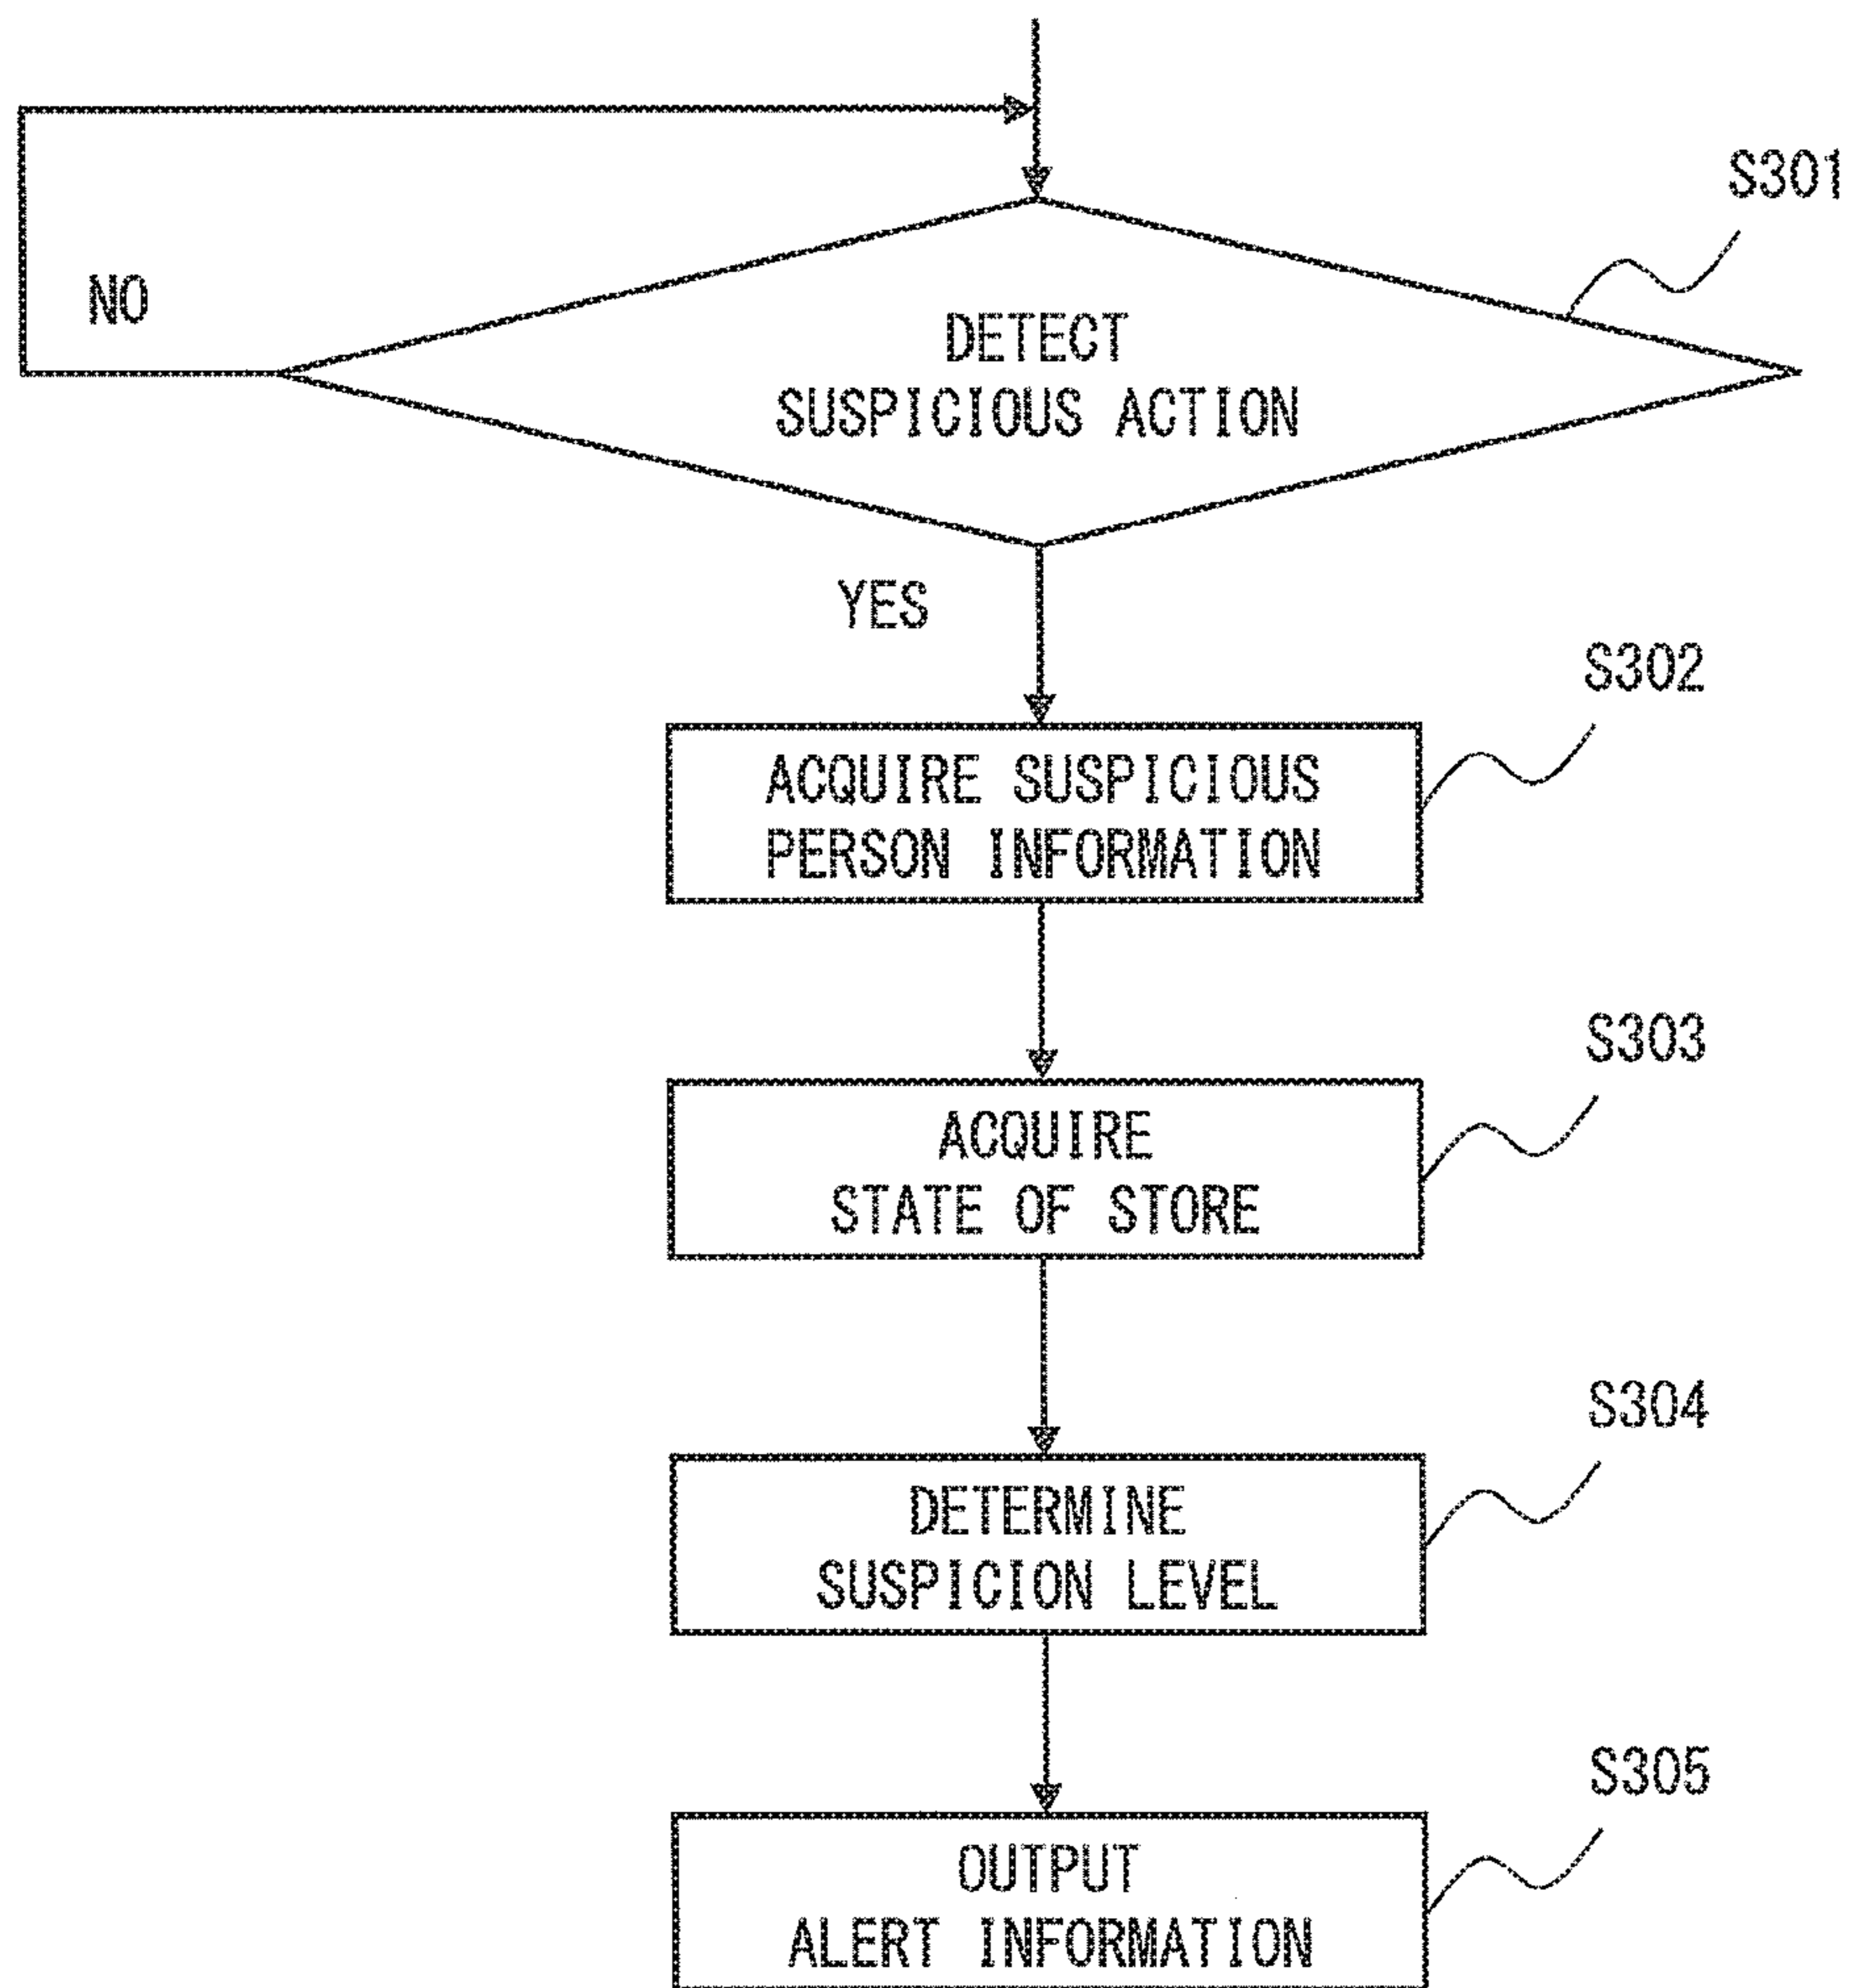 S301
NO
DETECT
SUSPICIOUS ACTION
YES
S302
ACQUIRE SUSPICIOUS
PERSON INFORMATION
S303
ACQUIRE
STATE OF STORE
S304
DETERMINE
SUSPICION LEVEL
S305
OUTPUT
ALERT INFORMATION